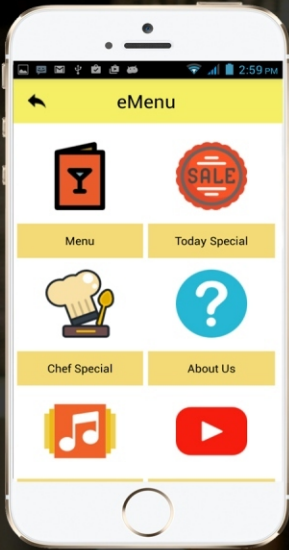 2:59 PM
eMenu
SALE
Menu
Today Special
Chef Special
About Us